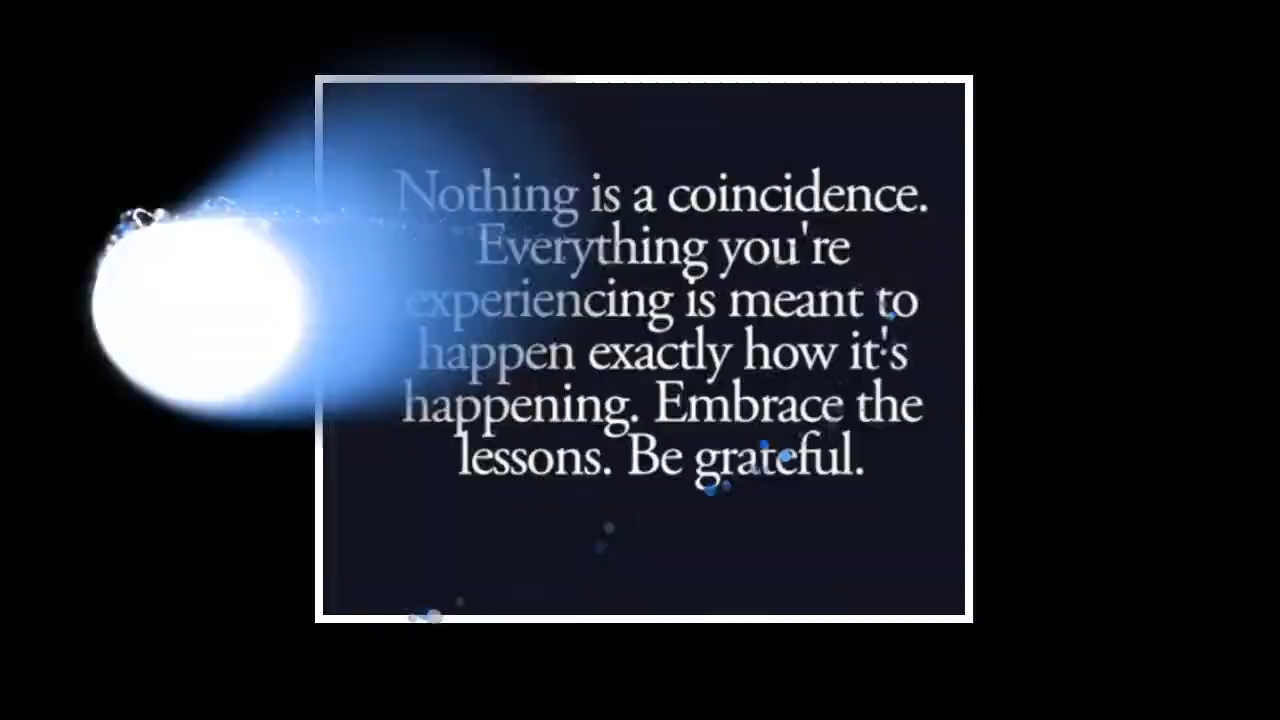 Nothing is a coincidence.
Everything you're
experiencing is meant to
happen exactly how it's
happening. Embrace the
lessons. Be grateful.